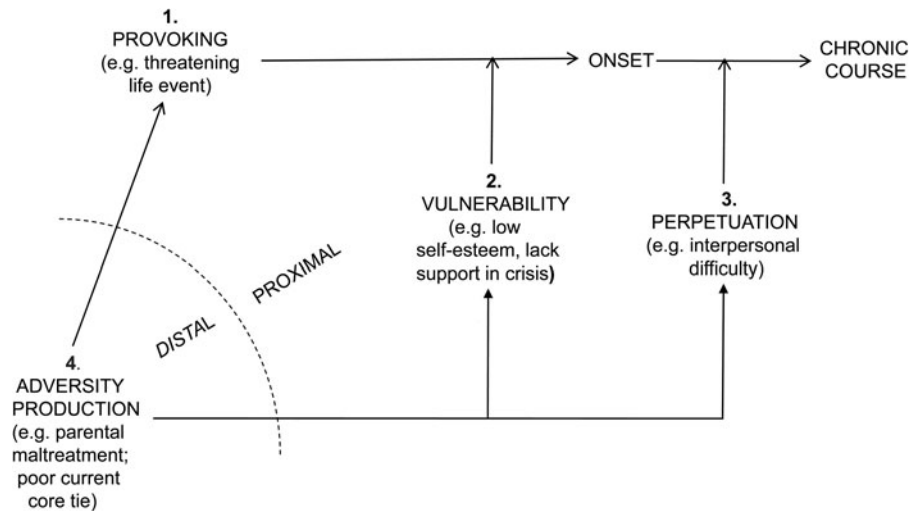 1.
PROVOKING
(e.g. threatening
life event)
ONSET
CHRONIC
COURSE
2.
VULNERABILITY
(e.g. low
self-esteem, lack
support in crisis)
3.
PERPETUATION
(e.g. interpersonal
difficulty)
PROXIMAL
DISTAL
4.
ADVERSITY
PRODUCTION
(e.g. parental
maltreatment;
poor current
core tie)